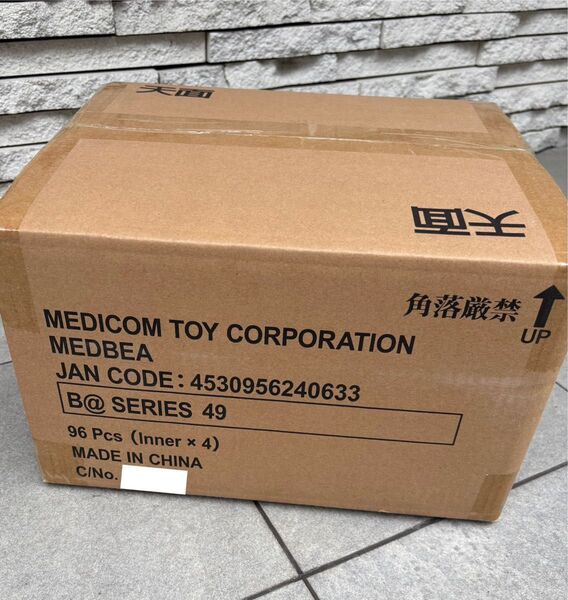 天面
天面
角落厳禁
UP
MEDICOM TOY CORPORATION
MEDBEA
JAN CODE: 4530956240633
B@ SERIES 49
96 Pcs (Inner × 4)
MADE IN CHINA
C/No.